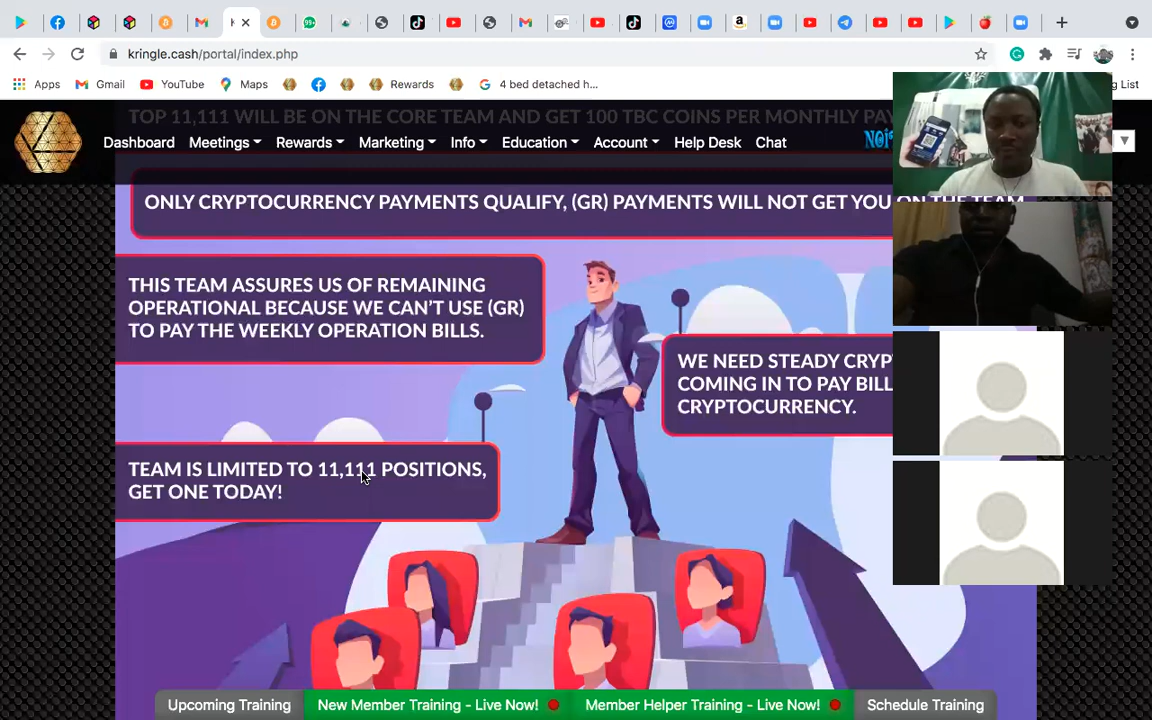 99+
kringle.cash/portal/index.php
Apps Gmail YouTube Maps Rewards 4 bed detached h... List
TOP 11,111 WILL BE ON THE CORE TEAM AND GET 100 TBC COINS PER MONTHLY
Dashboard Meetings Rewards Marketing Info Education Account Help Desk Chat
ONLY CRYPTOCURRENCY PAYMENTS QUALIFY, (GR) PAYMENTS WILL NOT GET YOU ON THE TEAM
THIS TEAM ASSURES US OF REMAINING
OPERATIONAL BECAUSE WE CAN'T USE (GR)
TO PAY THE WEEKLY OPERATION BILLS.
WE NEED STEADY
COMING IN TO PAY
CRYPTOCURRENCY.
TEAM IS LIMITED TO 11,111 POSITIONS,
GET ONE TODAY!
Upcoming Training New Member Training - Live Now! Member Helper Training - Live Now! Schedule Training